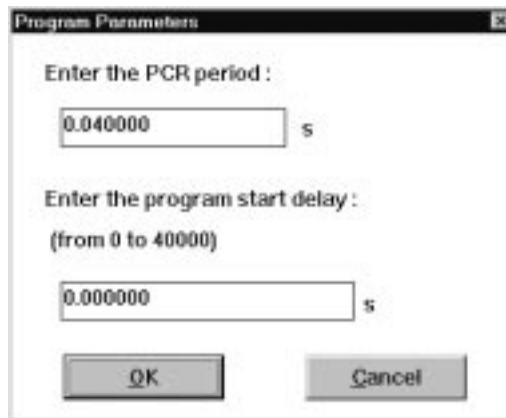 Program Parameters
Enter the PCR period :
0.040000 s
Enter the program start delay :
(from 0 to 40000)
0.000000 s
OK Cancel